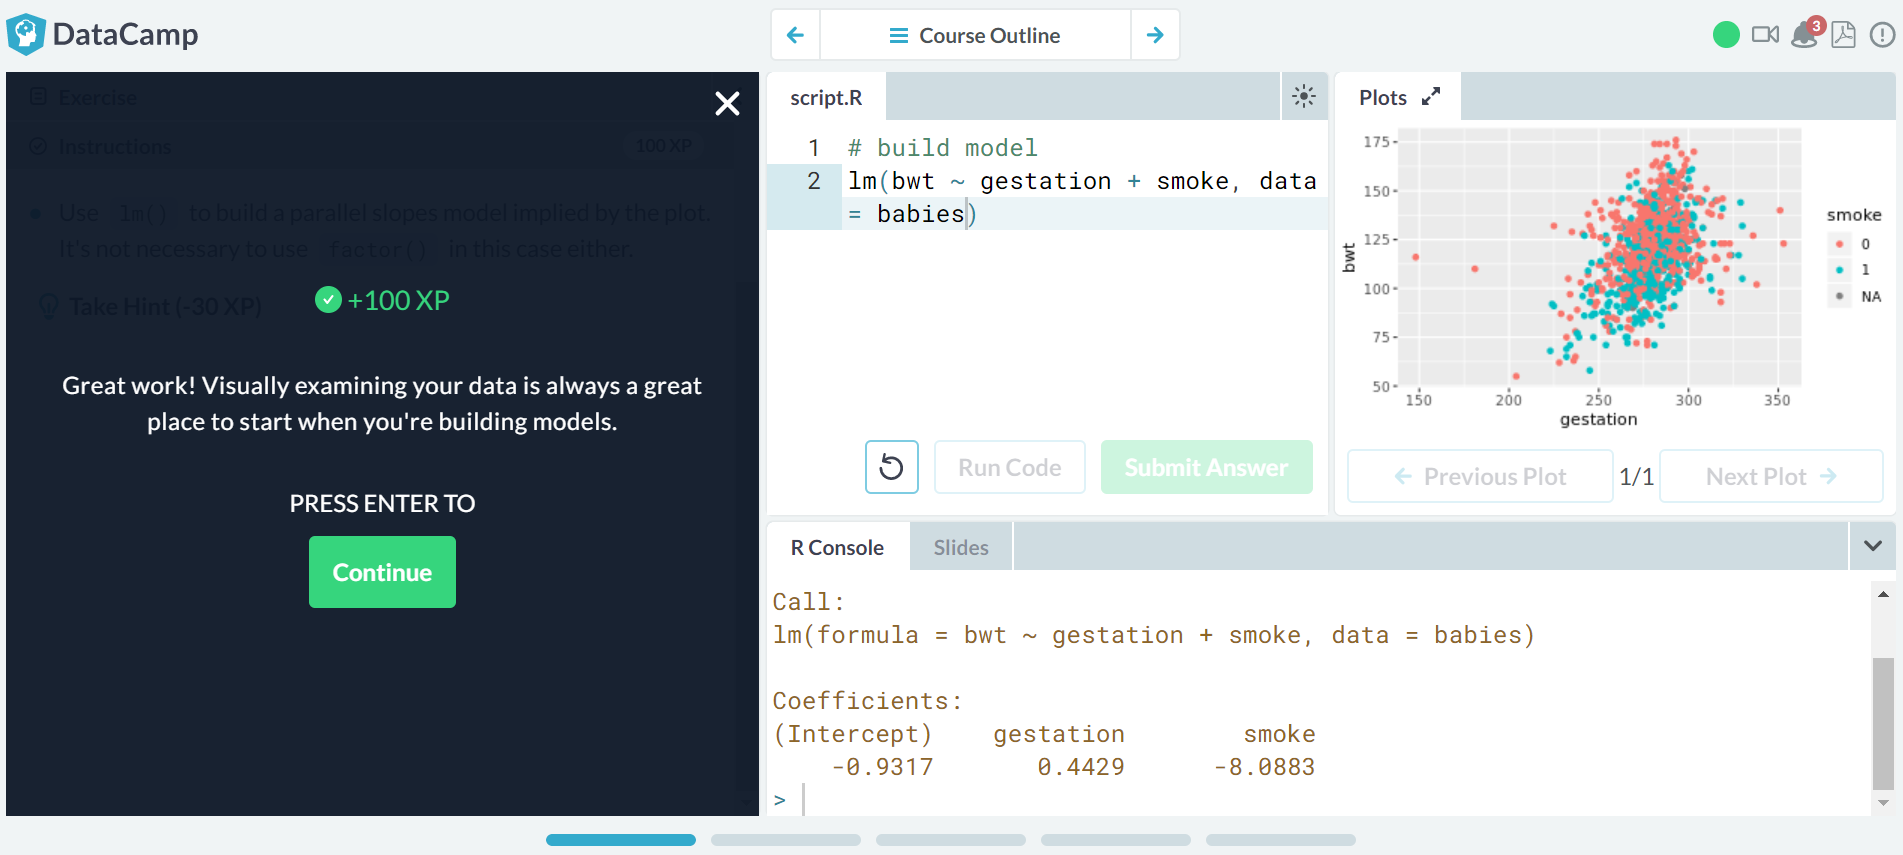 DataCamp
Course Outline
3
Exercise
Instructions
100 XP
Use lm() to build a parallel slopes model implied by the plot.
It's not necessary to use factor() in this case either.
Take Hint (-30 XP)
+100 XP
Great work! Visually examining your data is always a great
place to start when you're building models.
PRESS ENTER TO
Continue
script.R
1 # build model
2 lm(bwt ~ gestation + smoke, data
= babies)
Run Code
Submit Answer
Plots
175
150
125
100
75
50
bwt
150 200 250 300 350
gestation
smoke
0
1
NA
Previous Plot
1/1
Next Plot
R Console
Slides
Call:
lm(formula = bwt ~ gestation + smoke, data = babies)
Coefficients:
(Intercept) gestation smoke
-0.9317 0.4429 -8.0883
>